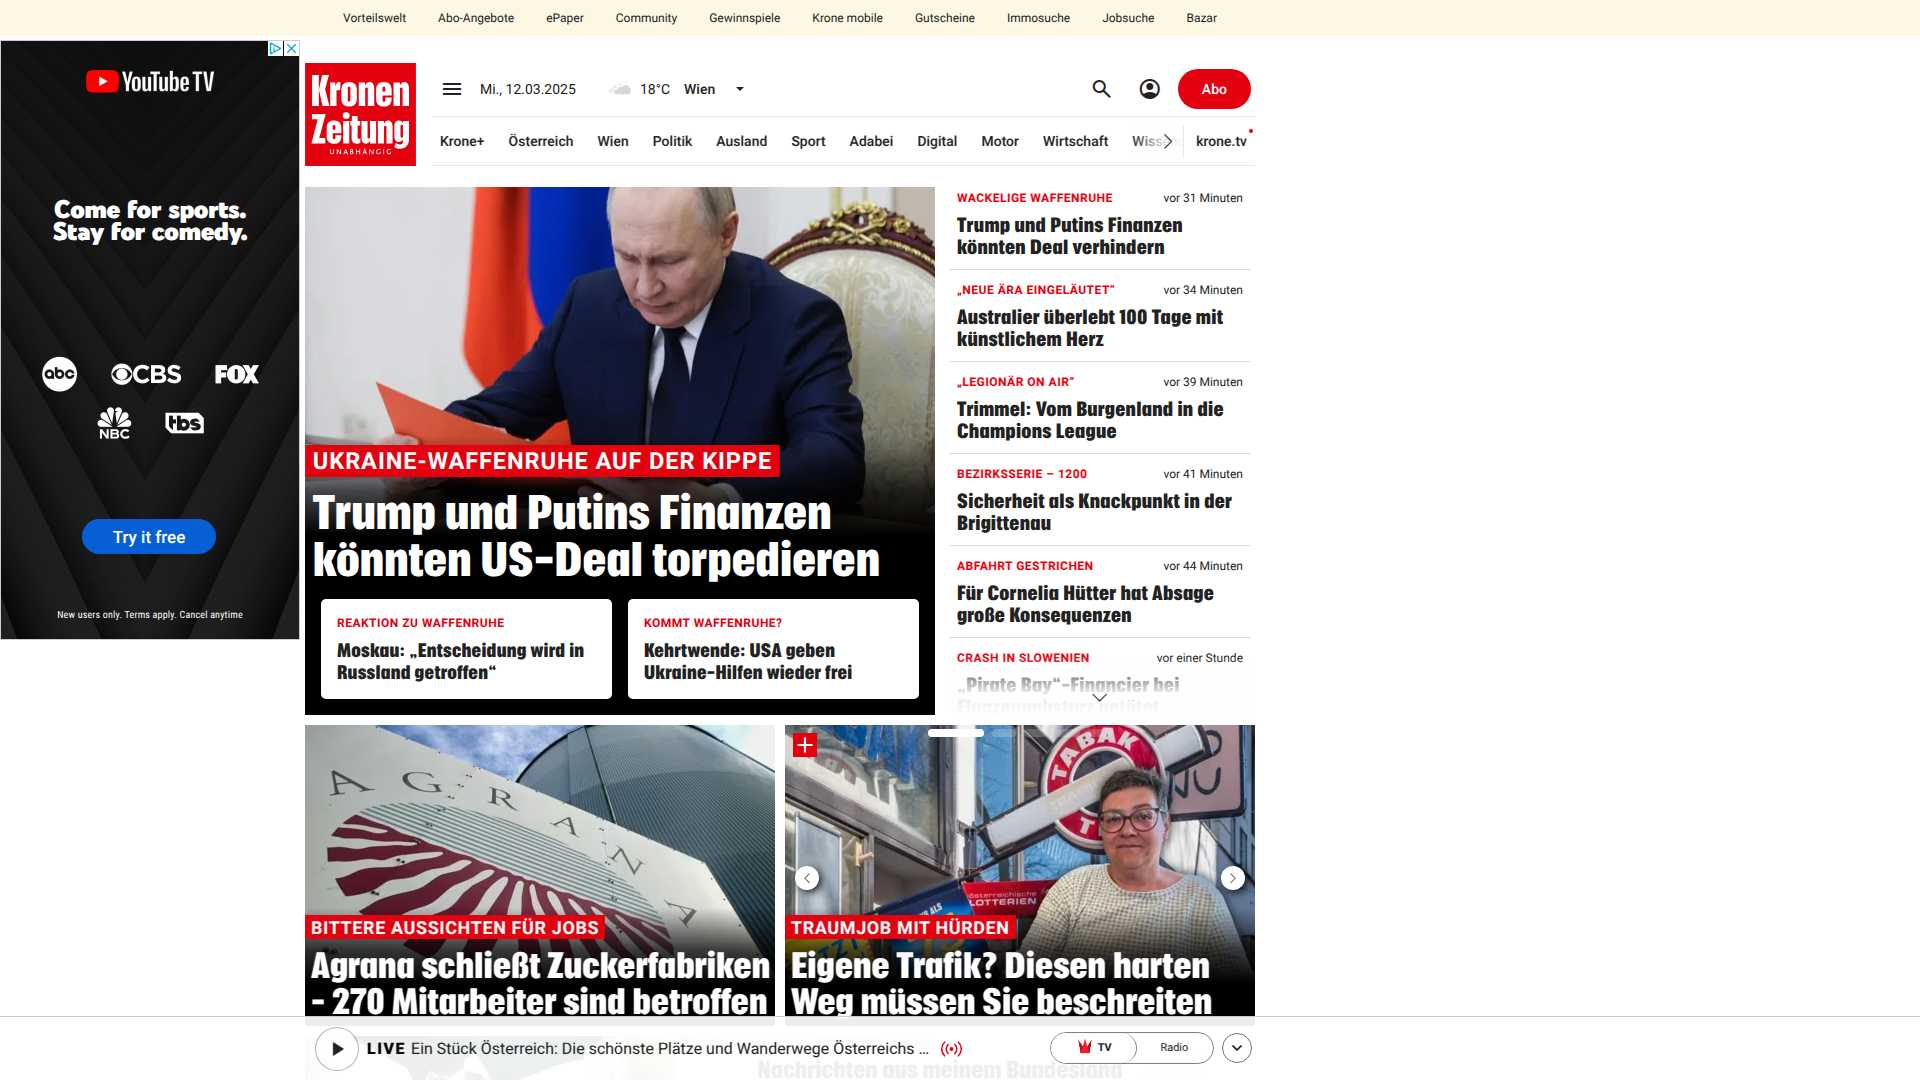 Vorteilswelt Abo-Angebote ePaper Community Gewinnspiele Krone mobile Gutscheine Immosuche Jobsuche Bazar
YouTube TV
Come for sports.
Stay for comedy.
abc CBS FOX
NBC tbs
Try it free
New users only. Terms apply. Cancel anytime
Kronen
Zeitung
UNABHÄNGIG
Mi., 12.03.2025 18°C Wien
Abo
Krone+ Österreich Wien Politik Ausland Sport Adabei Digital Motor Wirtschaft krone.tv
UKRAINE-WAFFENRUHE AUF DER KIPPE
Trump und Putins Finanzen
könnten US-Deal torpedieren
REAKTION ZU WAFFENRUHE
Moskau: „Entscheidung wird in
Russland getroffen“
KOMMT WAFFENRUHE?
Kehrtwende: USA geben
Ukraine-Hilfen wieder frei
WACKELIGE WAFFENRUHE vor 31 Minuten
Trump und Putins Finanzen
könnten Deal verhindern
„NEUE ÄRA EINGELÄUTET“ vor 34 Minuten
Australier überlebt 100 Tage mit
künstlichem Herz
„LEGIONÄR ON AIR“ vor 39 Minuten
Trimmel: Vom Burgenland in die
Champions League
BEZIRKSSERIE – 1200 vor 41 Minuten
Sicherheit als Knackpunkt in der
Brigittenau
ABFAHRT GESTRICHEN vor 44 Minuten
Für Cornelia Hütter hat Absage
große Konsequenzen
CRASH IN SLOWENIEN vor einer Stunde
„Pirate Bay“-Financier bei
Flugzeugabsturz getötet
AGRANA
BITTERE AUSSICHTEN FÜR JOBS
Agrana schließt Zuckerfabriken
- 270 Mitarbeiter sind betroffen
TABAK
österreichische
LOTTERIEN
TRAUMJOB MIT HÜRDEN
Eigene Trafik? Diesen harten
Weg müssen Sie beschreiten
LIVE Ein Stück Österreich: Die schönste Plätze und Wanderwege Österreichs ...
TV Radio
Nachrichten aus meinem Bundesland